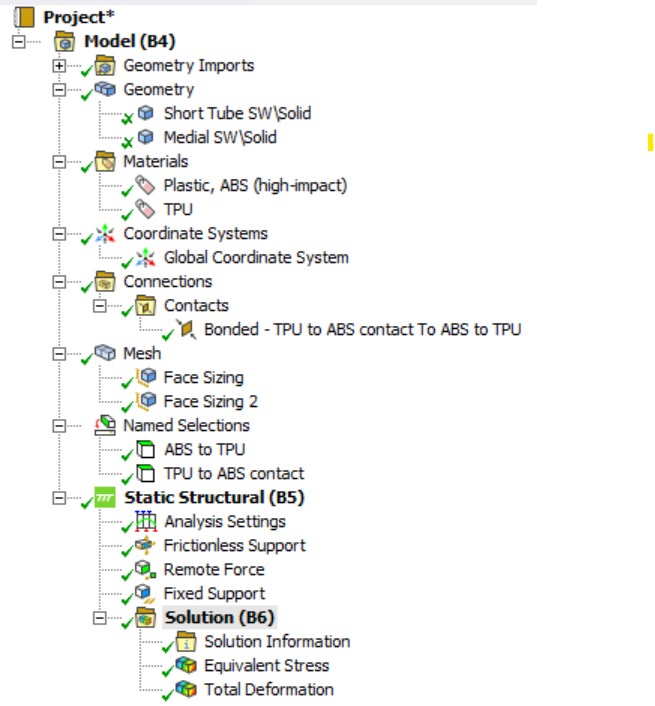 Project*
Model (B4)
Geometry Imports
Geometry
Short Tube SW\Solid
Medial SW\Solid
Materials
Plastic, ABS (high-impact)
TPU
Coordinate Systems
Global Coordinate System
Connections
Contacts
Bonded - TPU to ABS contact To ABS to TPU
Mesh
Face Sizing
Face Sizing 2
Named Selections
ABS to TPU
TPU to ABS contact
Static Structural (B5)
Analysis Settings
Frictionless Support
Remote Force
Fixed Support
Solution (B6)
Solution Information
Equivalent Stress
Total Deformation